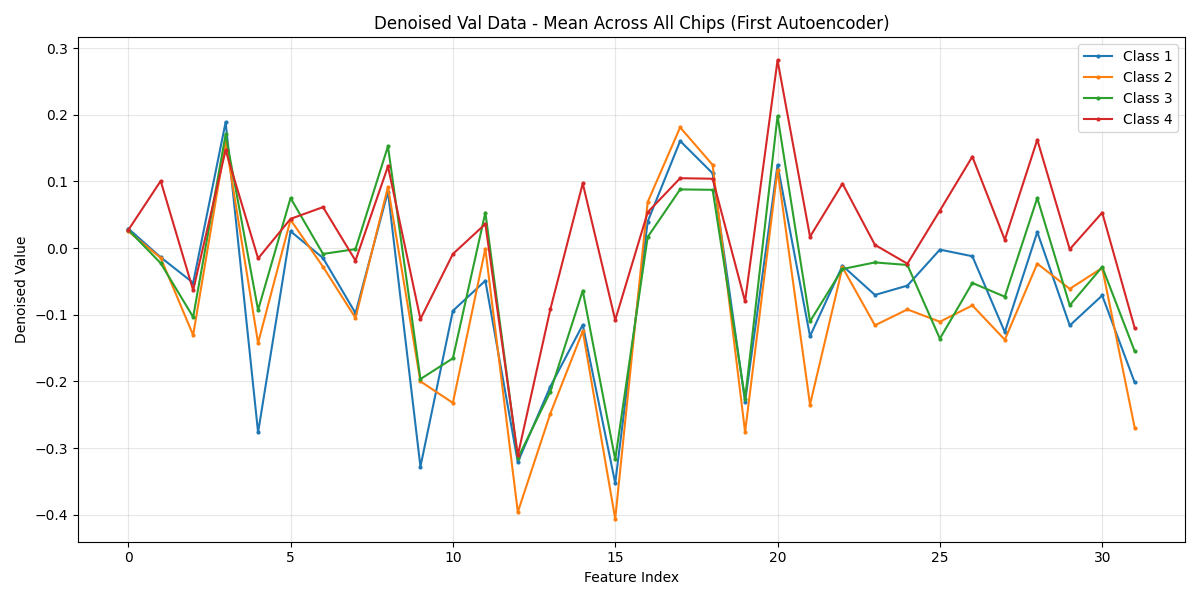 Denoised Val Data - Mean Across All Chips (First Autoencoder)
Denoised Value
0.3
0.2
0.1
0.0
−0.1
−0.2
−0.3
−0.4
Class 1
Class 2
Class 3
Class 4
0 5 10 15 20 25 30
Feature Index